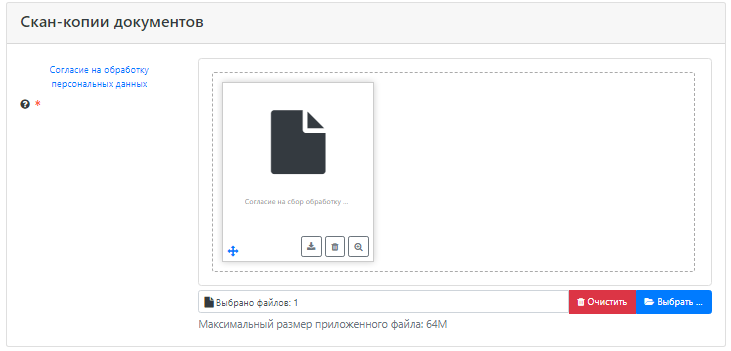 Скан-копии документов
Согласие на обработку
персональных данных
*
Согласие на сбор обработку ...
Выбрано файлов: 1
Очистить
Выбрать ...
Максимальный размер приложенного файла: 64M